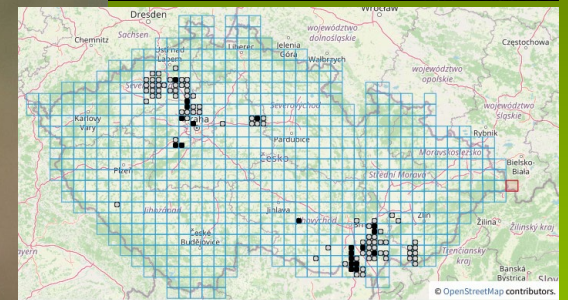 Dresden
Wrocław
Chemnitz
Sachsen
Ústí nad
Labem
Liberec
Jelenia
Góra
województwo
dolnośląskie
Wałbrzych
województwo
opolskie
Częstochowa
województwo
śląskie
Karlovy
Vary
Severovýchod
Pardubice
Rybnik
Moravskoslezsko
Bielsko-
Biała
Plzeň
Česko
Střední Morava
Jihozápad
Jihlava
České
Budějovice
Zlín
Žilina
Žilinský kraj
Trenčiansky
kraj
Banská
Bystrica
© OpenStreetMap contributors.